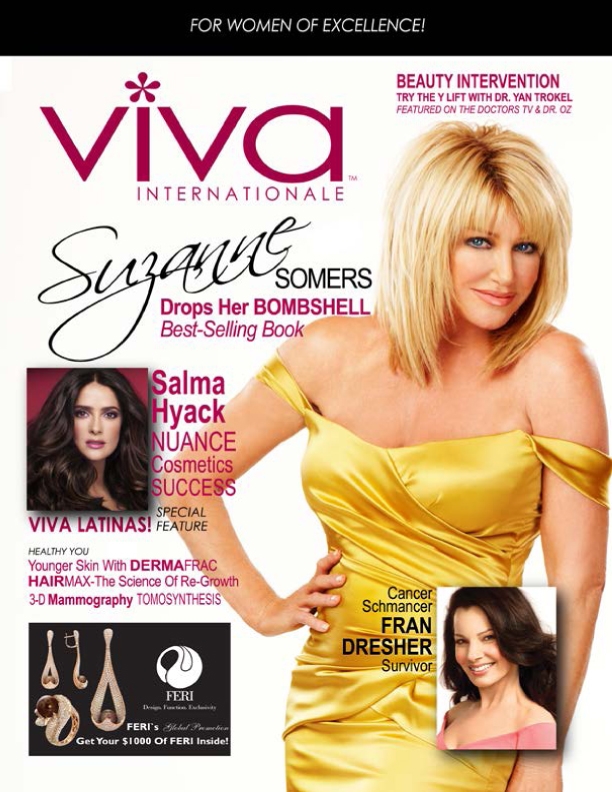 FOR WOMEN OF EXCELLENCE!
BEAUTY INTERVENTION
TRY THE Y LIFT WITH DR. YAN TROKEL
FEATURED ON THE DOCTORS TV & DR. OZ
viva TM
INTERNATIONALE
Suzanne
SOMERS
Drops Her BOMBSHELL
Best-Selling Book
Salma
Hyack
NUANCE
Cosmetics
SUCCESS
VIVA LATINAS! SPECIAL
FEATURE
HEALTHY YOU
Younger Skin With DERMAFRAC
HAIRMAX-The Science Of Re-Growth
3-D Mammography TOMOSYNTHESIS
Cancer
Schmancer
FRAN
DRESHER
Survivor
FERI
Design. Function. Exclusivity
FERI`s Global Promotion
Get Your $1000 Of FERI Inside!